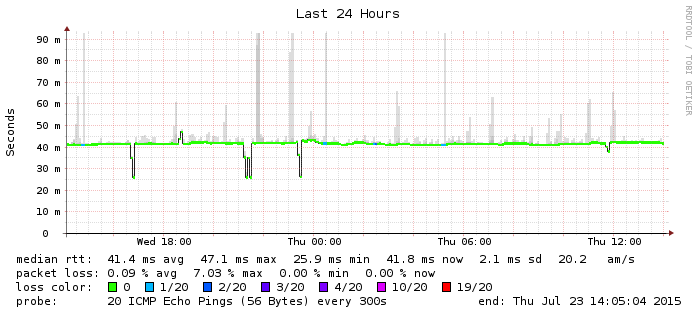 Last 24 Hours
RRDTOOL / TOBI OETIKER
Seconds
90 m
80 m
70 m
60 m
50 m
40 m
30 m
20 m
10 m
0
Wed 18:00 Thu 00:00 Thu 06:00 Thu 12:00
median rtt: 41.4 ms avg 47.1 ms max 25.9 ms min 41.8 ms now 2.1 ms sd 20.2 am/s
packet loss: 0.09 % avg 7.03 % max 0.00 % min 0.00 % now
loss color: 0 1/20 2/20 3/20 4/20 10/20 19/20
probe: 20 ICMP Echo Pings (56 Bytes) every 300s end: Thu Jul 23 14:05:04 2015